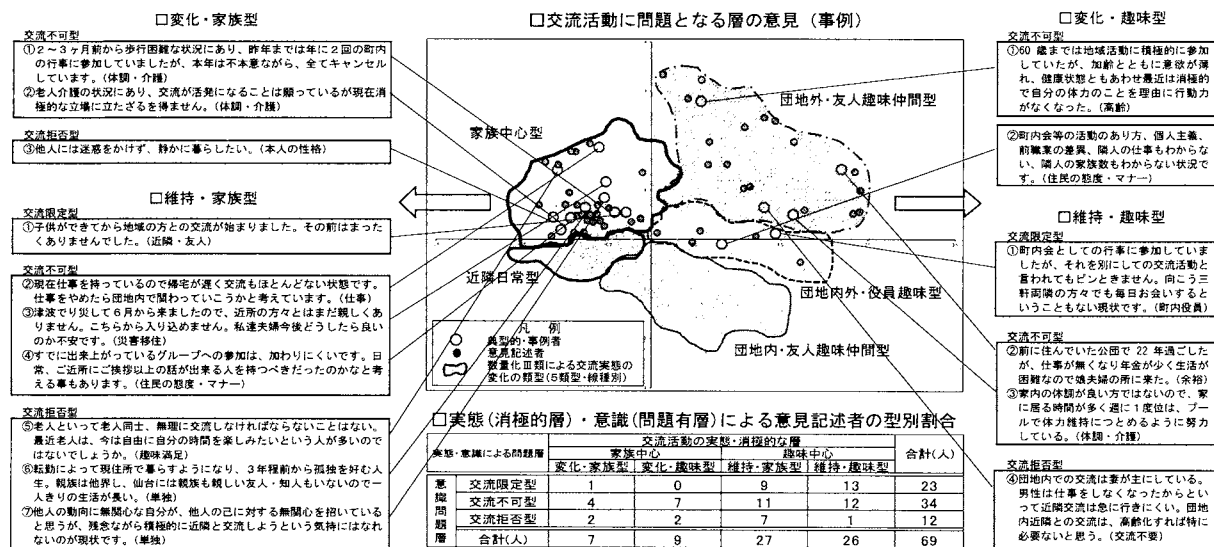 □変化・家族型
交流不可型
①2～3ヶ月前から歩行困難な状況にあり、昨年までは年に2回の町内
の行事に参加していましたが、本年は不本意ながら、全てキャンセル
しています。(体調・介護)
②老人介護の状況にあり、交流が活発になることは願っているが現在消
極的な立場に立たざるを得ません。(体調・介護)
交流拒否型
③他人には迷惑をかけず、静かに暮らしたい。(本人の性格)
□維持・家族型
交流限定型
①子供ができてから地域の方との交流が始まりました。その前はまった
くありませんでした。(近隣・友人)
交流不可型
②現在仕事を持っているので帰宅が遅く交流もほとんどない状態です。
仕事をやめたら団地内で関わっていこうかと考えています。(仕事)
③津波でり災して6月から来ましたので、近所の方々とはまだ親しくあ
りません。こちらから入り込めません。私達夫婦今後どうしたら良い
のか不安です。(災害移住)
④すでに出来上がっているグループへの参加は、加わりにくいです。日
常、ご近所にご挨拶以上の話が出来る人を持つべきだったのかなと考
える事もあります。(住民の態度・マナー)
交流拒否型
⑤老人といって老人同士、無理に交流しなければならないことはない。
最近老人は、今は自由に自分の時間を楽しみたいという人が多いので
はないでしょうか。(趣味満足)
⑥転勤によって現住所で暮らすようになり、3年程前から孤独を好む人
生。親族は他界し、仙台には親族も親しい友人・知人もいないので一
人きりの生活が長い。(単独)
⑦他人の動向に無関心な自分が、他人の己に対する無関心を招いている
と思うが、残念ながら積極的に近隣と交流しようという気持にはなれ
ないのが現状です。(単独)
□交流活動に問題となる層の意見 (事例)
団地外・友人趣味仲間型
家族中心型
近隣日常型
団地内外・役員趣味型
団地内・友人趣味仲間型
凡 例
典型的・事例者
意見記述者
数量化Ⅲ類による交流実態の
変化の類型(5類型・線種別)
□実態(消極的層)・意識(問題有層)による意見記述者の型別割合
実態・意識による問題層 交流活動の実態・消極的な層 合計(人)
家族中心 趣味中心
変化・家族型 変化・趣味型 維持・家族型 維持・趣味型
意識問題層
交流限定型 1 0 9 13 23
交流不可型 4 7 11 12 34
交流拒否型 2 2 7 1 12
合計(人) 7 9 27 26 69
□変化・趣味型
交流不可型
①60 歳までは地域活動に積極的に参加
していたが、加齢とともに意欲が薄
れ、健康状態ともあわせ最近は消極的
で自分の体力のことを理由に行動力
がなくなった。(高齢)
②町内会等の活動のあり方、個人主義、
前職業の差異、隣人の仕事もわからな
い、隣人の家族数もわからない状況で
す。(住民の態度・マナー)
□維持・趣味型
交流限定型
①町内会としての行事に参加していま
したが、それを別にしての交流活動と
言われてもピンときません。向こう三
軒両隣の方々でも毎日お会いすると
いうこともない現状です。(町内役員)
交流不可型
②前に住んでいた公団で 22 年過ごした
が、仕事が無くなり年金が少く生活が
困難なので娘夫婦の所に来た。(余裕)
③家内の体調が良い方ではないので、家
に居る時間が多く週に1度位は、プー
ルで体力維持につとめるように努力
している。(体調・介護)
交流拒否型
④団地内での交流は妻が主にしている。
男性は仕事をしなくなったからとい
って近隣交流は急に行きにくい。団地
内近隣との交流は、高齢化すれば特に
必要ないと思う。(交流不要)